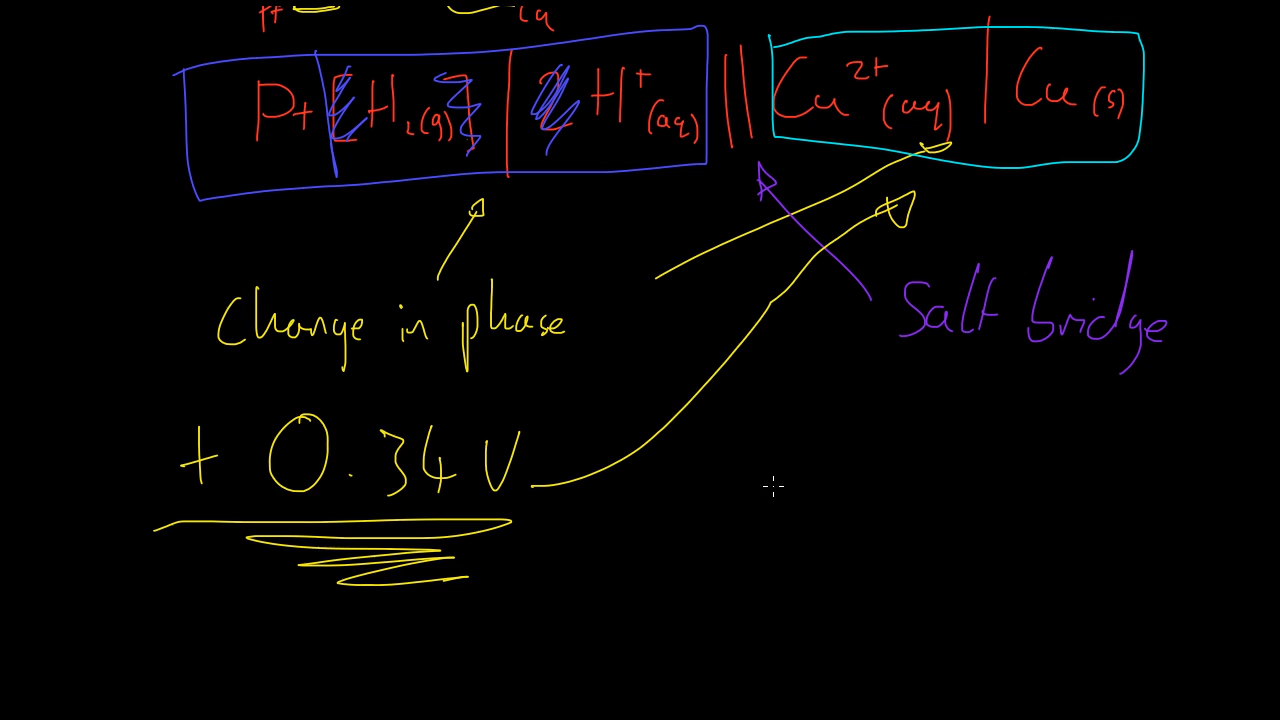 Pt | H₂(g) | H⁺(aq) || Cu²⁺(aq) | Cu(s)
Change in phase
Salt bridge
+ 0.34 V